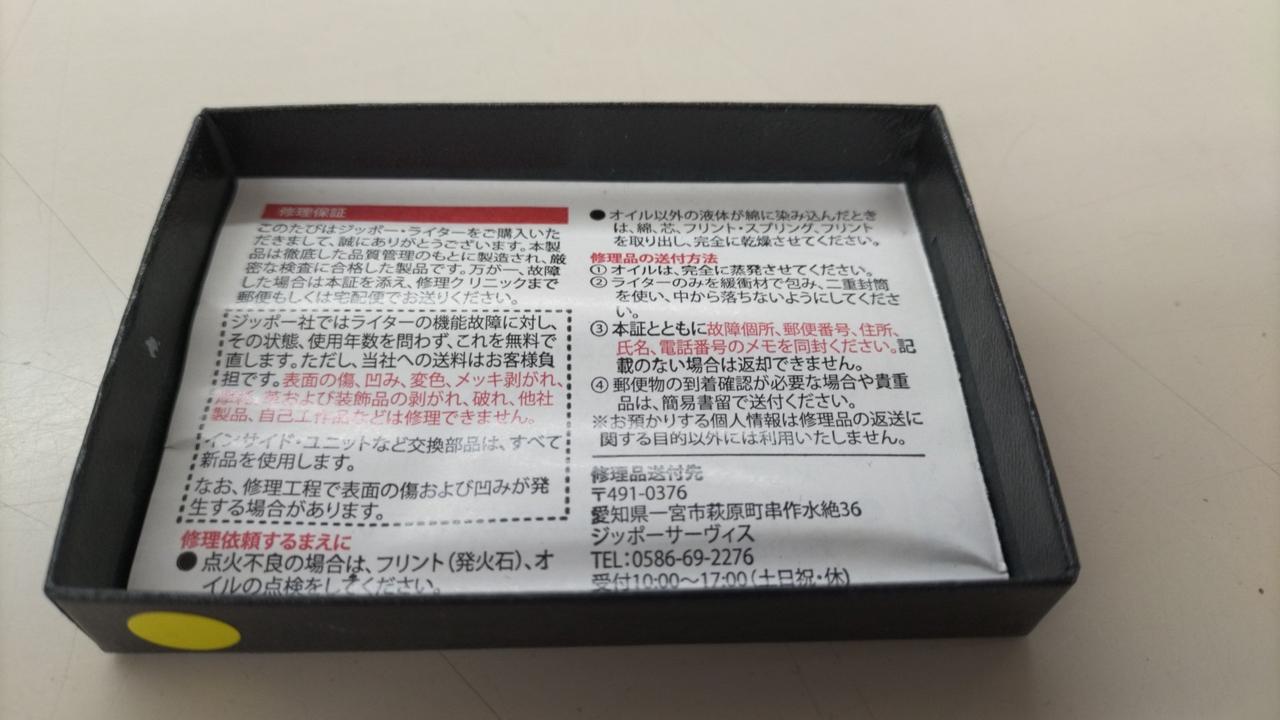 修理保証
このたびはジッポー・ライターをご購入いた
だきまして、誠にありがとうございます。本製
品は徹底した品質管理のもとに製造され、厳
密な検査に合格した製品です。万が一、故障
した場合は本証を添え、修理クリニックまで
郵便もしくは宅配便でお送りください。
ジッポー社ではライターの機能故障に対し、
その状態、使用年数を問わず、これを無料で
直します。ただし、当社への送料はお客様負
担です。表面の傷、凹み、変色、メッキ剥がれ、
革および装飾品の剥がれ、破れ、他社
製品、自己工作品などは修理できません。
インサイド・ユニットなど交換部品は、すべて
新品を使用します。
なお、修理工程で表面の傷および凹みが発
生する場合があります。
修理依頼するまえに
●点火不良の場合は、フリント(発火石)、オ
イルの点検をしてください。
●オイル以外の液体が綿に染み込んだとき
は、綿、芯、フリント・スプリング、フリント
を取り出し、完全に乾燥させてください。
修理品の送付方法
①オイルは、完全に蒸発させてください。
②ライターのみを緩衝材で包み、二重封筒
を使い、中から落ちないようにしてくださ
い。
③本証とともに故障個所、郵便番号、住所、
氏名、電話番号のメモを同封ください。記
載のない場合は返却できません。
④郵便物の到着確認が必要な場合や貴重
品は、簡易書留で送付ください。
※お預かりする個人情報は修理品の返送に
関する目的以外には利用いたしません。
修理品送付先
〒491-0376
愛知県一宮市萩原町串作水絶36
ジッポーサーヴィス
TEL:0586-69-2276
受付10:00〜17:00(土日祝・休)